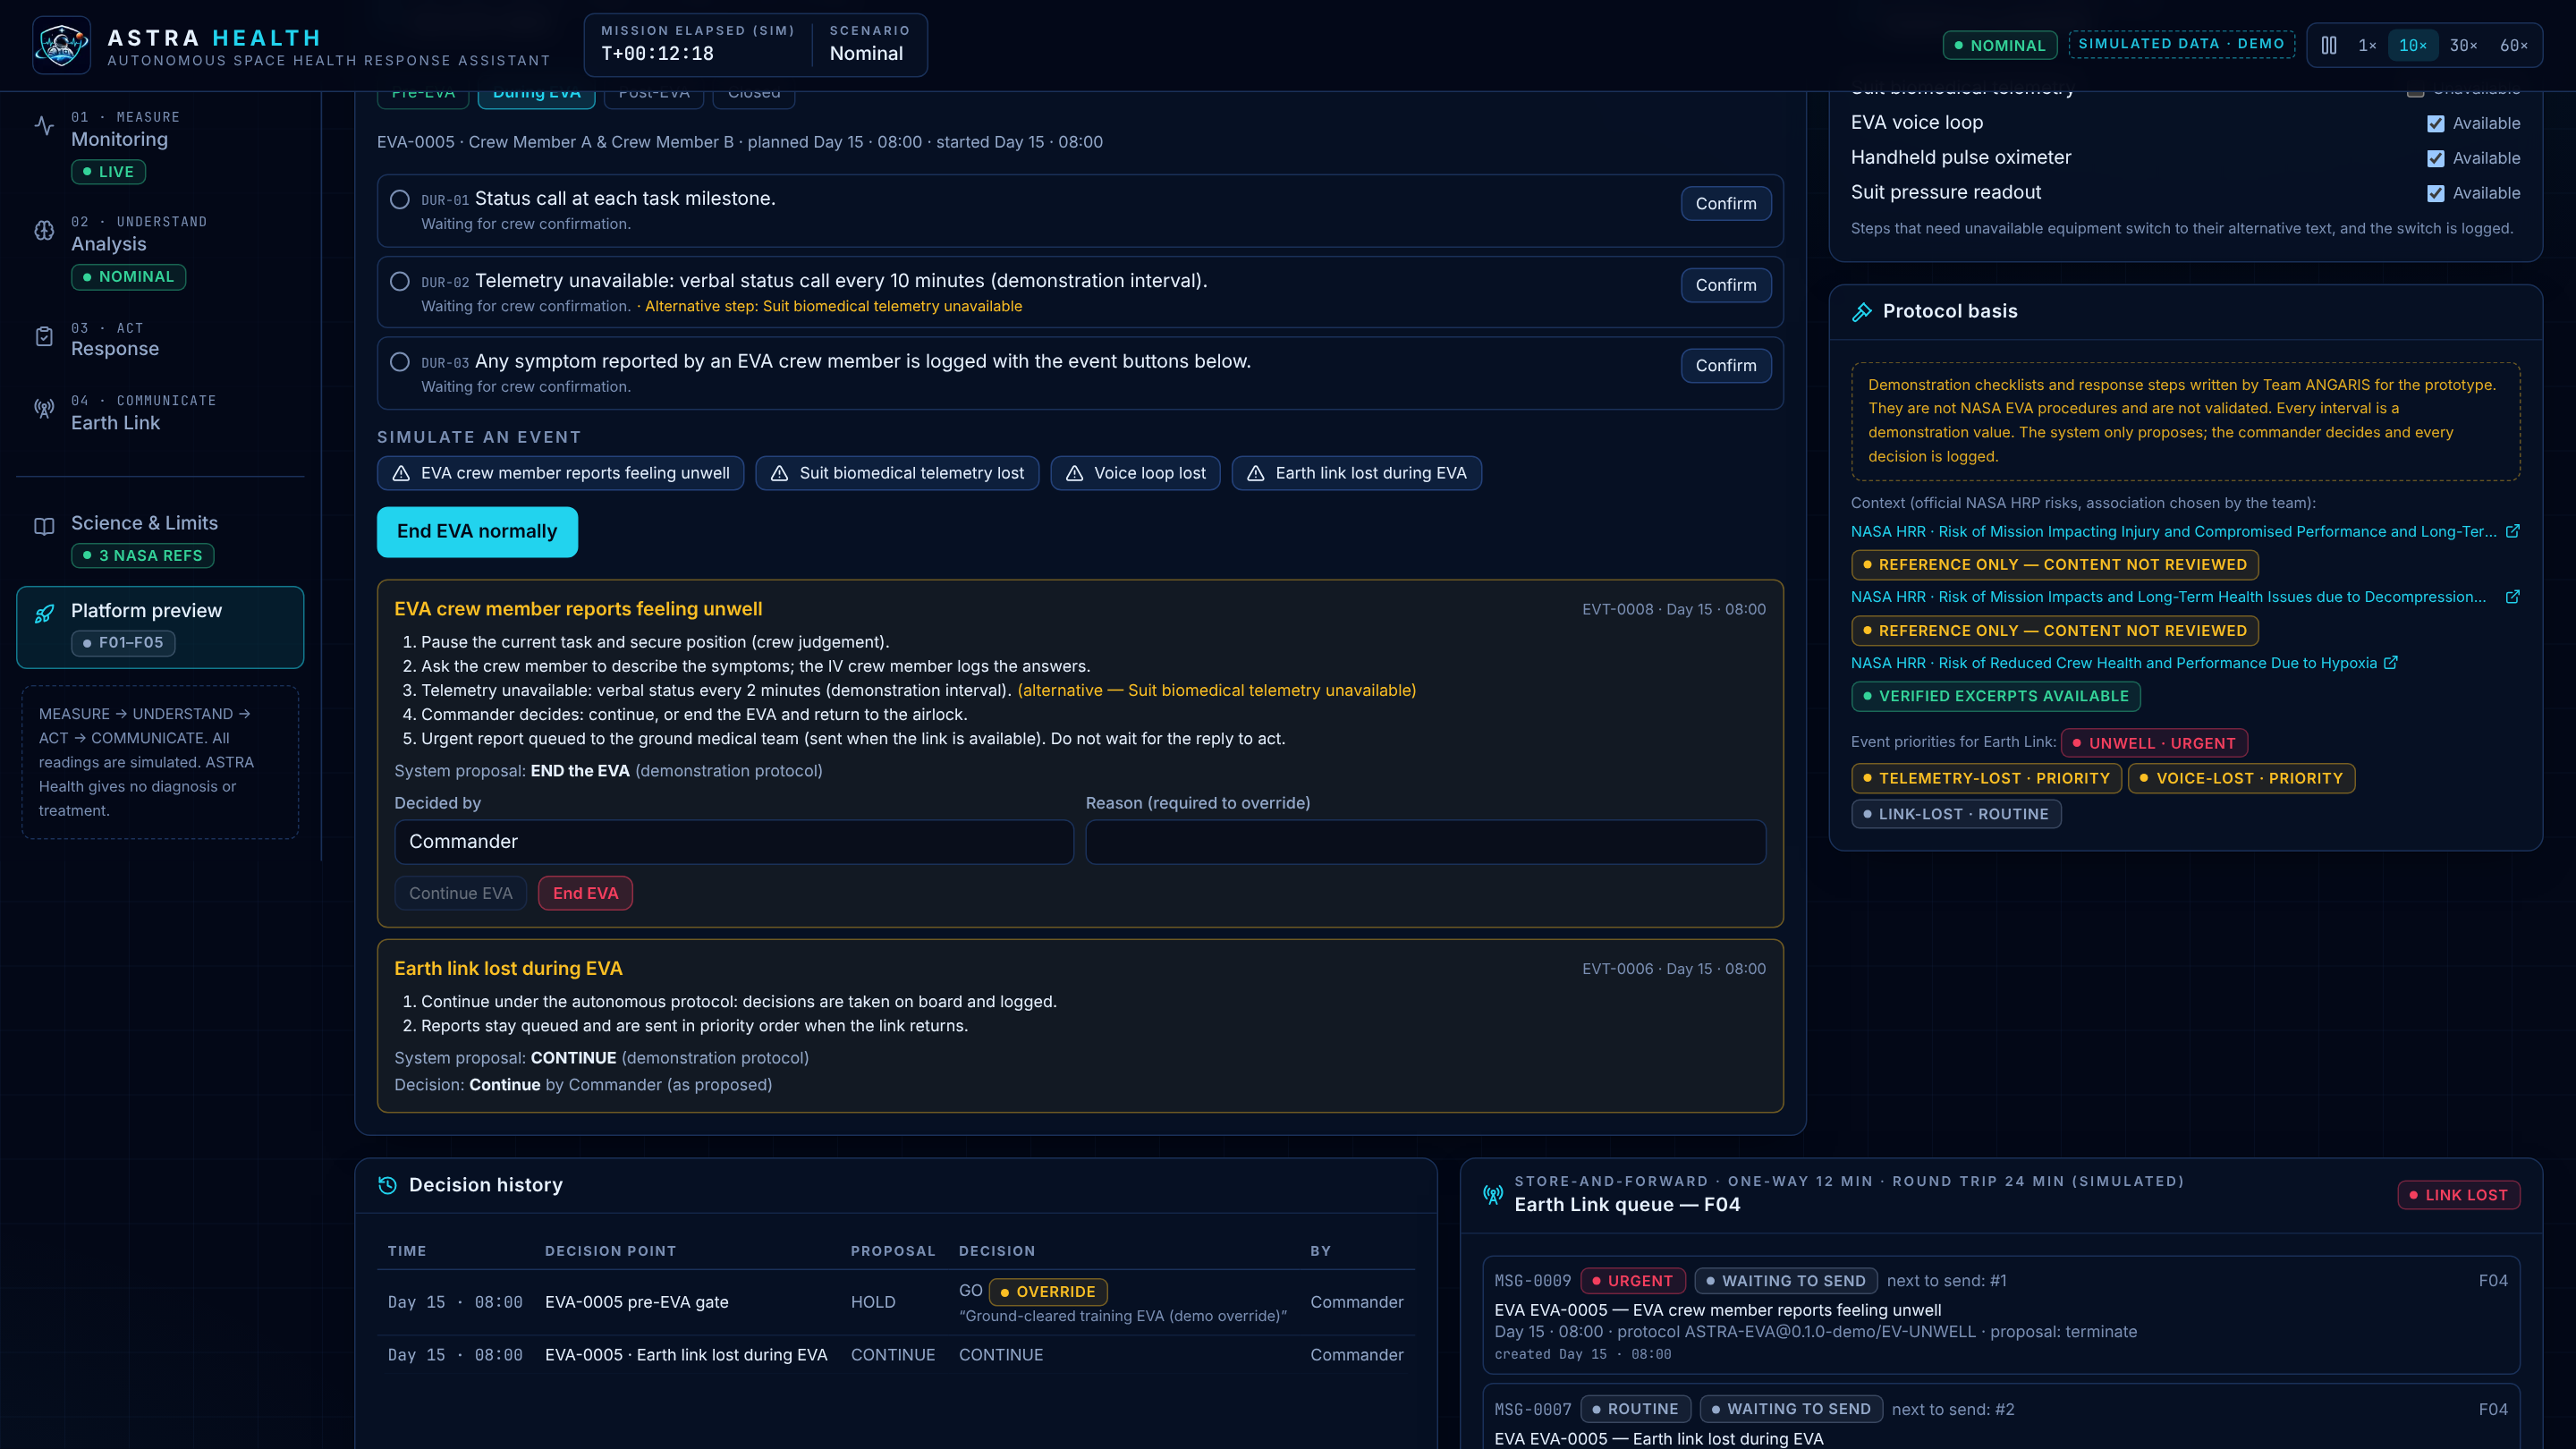 ASTRA HEALTH
AUTONOMOUS SPACE HEALTH RESPONSE ASSISTANT
MISSION ELAPSED (SIM)
T+00:12:18
SCENARIO
Nominal
NOMINAL
SIMULATED DATA · DEMO
1×
10×
30×
60×
01 · MEASURE
Monitoring
LIVE
02 · UNDERSTAND
Analysis
NOMINAL
03 · ACT
Response
04 · COMMUNICATE
Earth Link
Science & Limits
3 NASA REFS
Platform preview
F01–F05
MEASURE → UNDERSTAND →
ACT → COMMUNICATE. All
readings are simulated. ASTRA
Health gives no diagnosis or
treatment.
Pre-EVA
During EVA
Post-EVA
Closed
EVA-0005 · Crew Member A & Crew Member B · planned Day 15 · 08:00 · started Day 15 · 08:00
DUR-01 Status call at each task milestone.
Waiting for crew confirmation.
Confirm
DUR-02 Telemetry unavailable: verbal status call every 10 minutes (demonstration interval).
Waiting for crew confirmation. · Alternative step: Suit biomedical telemetry unavailable
Confirm
DUR-03 Any symptom reported by an EVA crew member is logged with the event buttons below.
Waiting for crew confirmation.
Confirm
SIMULATE AN EVENT
EVA crew member reports feeling unwell
Suit biomedical telemetry lost
Voice loop lost
Earth link lost during EVA
End EVA normally
EVA crew member reports feeling unwell
EVT-0008 · Day 15 · 08:00
1. Pause the current task and secure position (crew judgement).
2. Ask the crew member to describe the symptoms; the IV crew member logs the answers.
3. Telemetry unavailable: verbal status every 2 minutes (demonstration interval). (alternative — Suit biomedical telemetry unavailable)
4. Commander decides: continue, or end the EVA and return to the airlock.
5. Urgent report queued to the ground medical team (sent when the link is available). Do not wait for the reply to act.
System proposal: END the EVA (demonstration protocol)
Decided by
Reason (required to override)
Commander
Continue EVA
End EVA
Earth link lost during EVA
EVT-0006 · Day 15 · 08:00
1. Continue under the autonomous protocol: decisions are taken on board and logged.
2. Reports stay queued and are sent in priority order when the link returns.
System proposal: CONTINUE (demonstration protocol)
Decision: Continue by Commander (as proposed)
Suit biomedical telemetry
Unavailable
EVA voice loop
Available
Handheld pulse oximeter
Available
Suit pressure readout
Available
Steps that need unavailable equipment switch to their alternative text, and the switch is logged.
Protocol basis
Demonstration checklists and response steps written by Team ANGARIS for the prototype.
They are not NASA EVA procedures and are not validated. Every interval is a
demonstration value. The system only proposes; the commander decides and every
decision is logged.
Context (official NASA HRP risks, association chosen by the team):
NASA HRR · Risk of Mission Impacting Injury and Compromised Performance and Long-Ter...
REFERENCE ONLY — CONTENT NOT REVIEWED
NASA HRR · Risk of Mission Impacts and Long-Term Health Issues due to Decompression...
REFERENCE ONLY — CONTENT NOT REVIEWED
NASA HRR · Risk of Reduced Crew Health and Performance Due to Hypoxia
VERIFIED EXCERPTS AVAILABLE
Event priorities for Earth Link:
UNWELL · URGENT
TELEMETRY-LOST · PRIORITY
VOICE-LOST · PRIORITY
LINK-LOST · ROUTINE
Decision history
TIME
DECISION POINT
PROPOSAL
DECISION
BY
Day 15 · 08:00
EVA-0005 pre-EVA gate
HOLD
GO
OVERRIDE
“Ground-cleared training EVA (demo override)”
Commander
Day 15 · 08:00
EVA-0005 · Earth link lost during EVA
CONTINUE
CONTINUE
Commander
STORE-AND-FORWARD · ONE-WAY 12 MIN · ROUND TRIP 24 MIN (SIMULATED)
Earth Link queue — F04
LINK LOST
MSG-0009
URGENT
WAITING TO SEND
next to send: #1
F04
EVA EVA-0005 — EVA crew member reports feeling unwell
Day 15 · 08:00 · protocol ASTRA-EVA@0.1.0-demo/EV-UNWELL · proposal: terminate
created Day 15 · 08:00
MSG-0007
ROUTINE
WAITING TO SEND
next to send: #2
F04
EVA EVA-0005 — Earth link lost during EVA